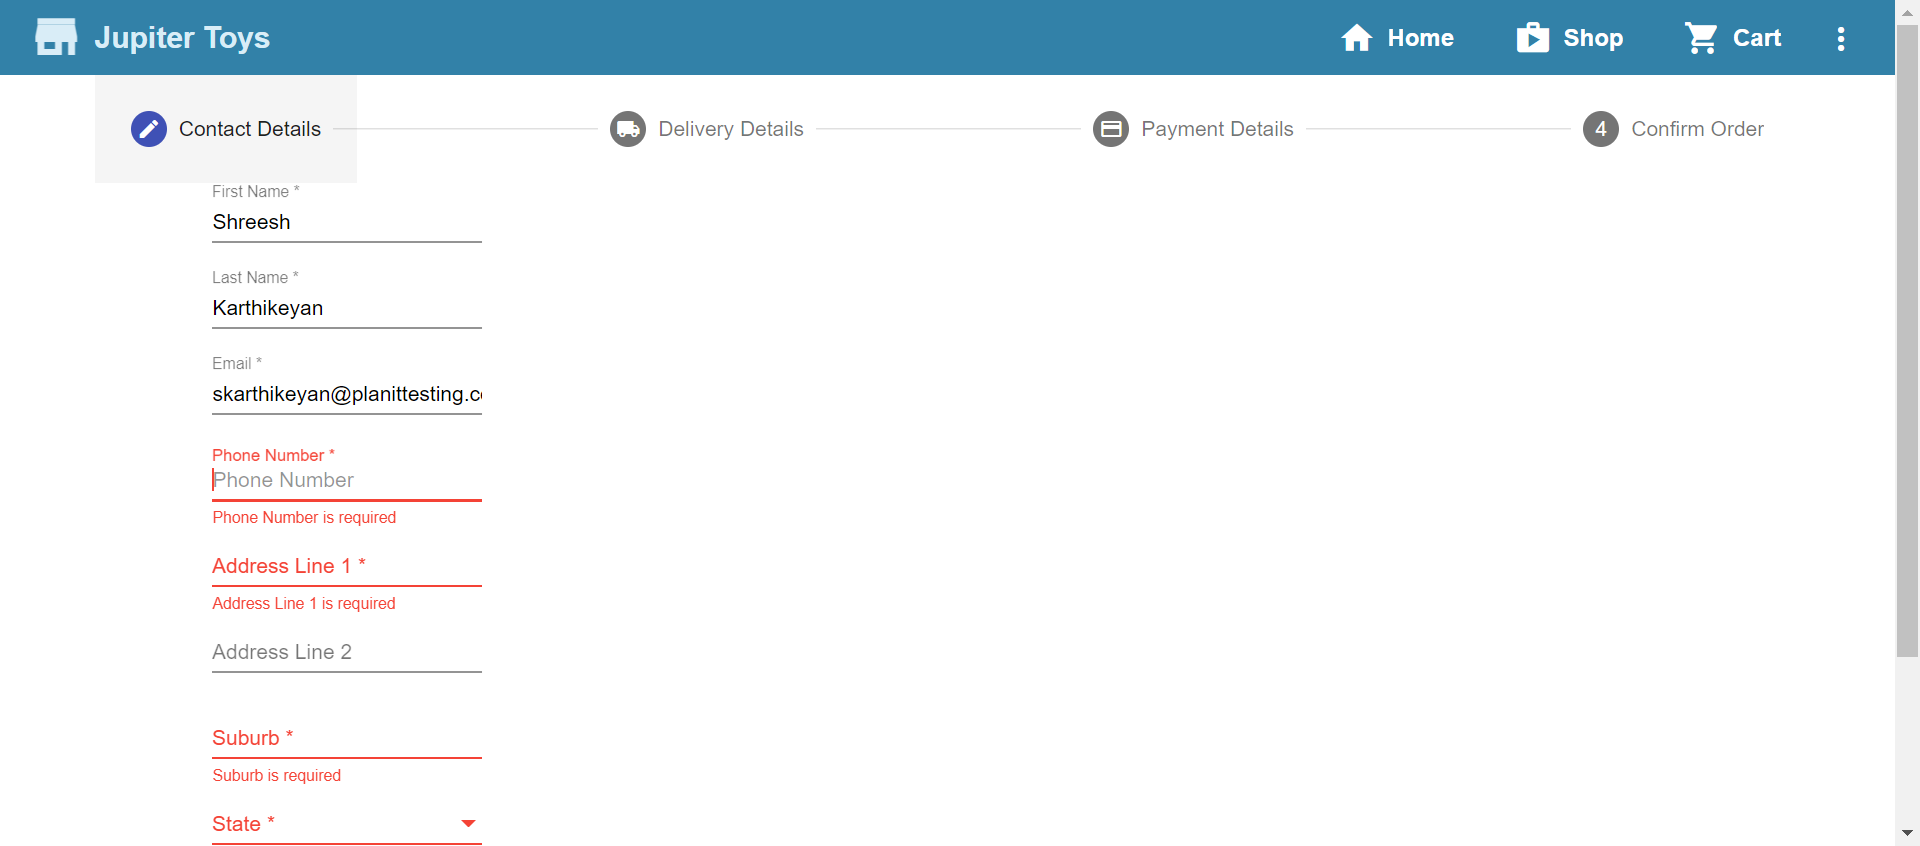 Jupiter Toys
Home
Shop
Cart
Contact Details
Delivery Details
Payment Details
4 Confirm Order
First Name *
Shreesh
Last Name *
Karthikeyan
Email *
skarthikeyan@planittesting.c
Phone Number *
Phone Number
Phone Number is required
Address Line 1 *
Address Line 1 is required
Address Line 2
Suburb *
Suburb is required
State *